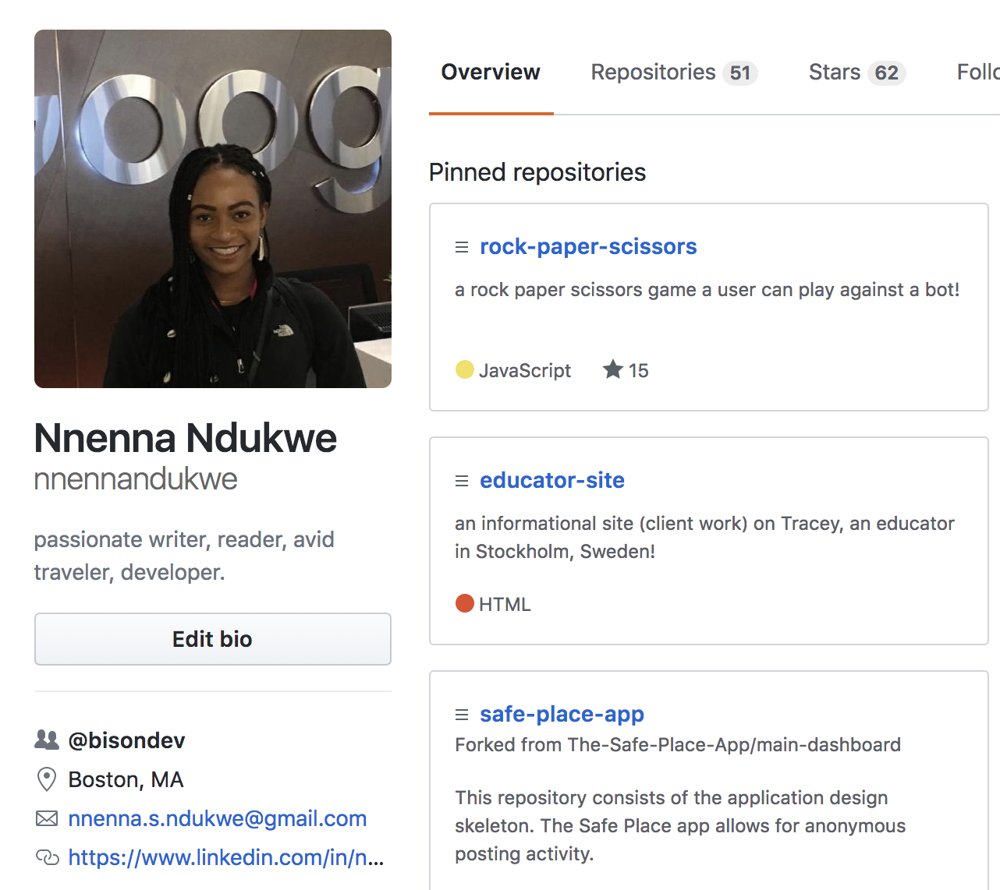 Overview
Repositories 51
Stars 62
Follo
Pinned repositories
rock-paper-scissors
a rock paper scissors game a user can play against a bot!
JavaScript
15
educator-site
an informational site (client work) on Tracey, an educator
in Stockholm, Sweden!
HTML
safe-place-app
Forked from The-Safe-Place-App/main-dashboard
This repository consists of the application design
skeleton. The Safe Place app allows for anonymous
posting activity.
oog
Nnenna Ndukwe
nnennandukwe
passionate writer, reader, avid
traveler, developer.
Edit bio
@bisondev
Boston, MA
nnenna.s.ndukwe@gmail.com
https://www.linkedin.com/in/n...